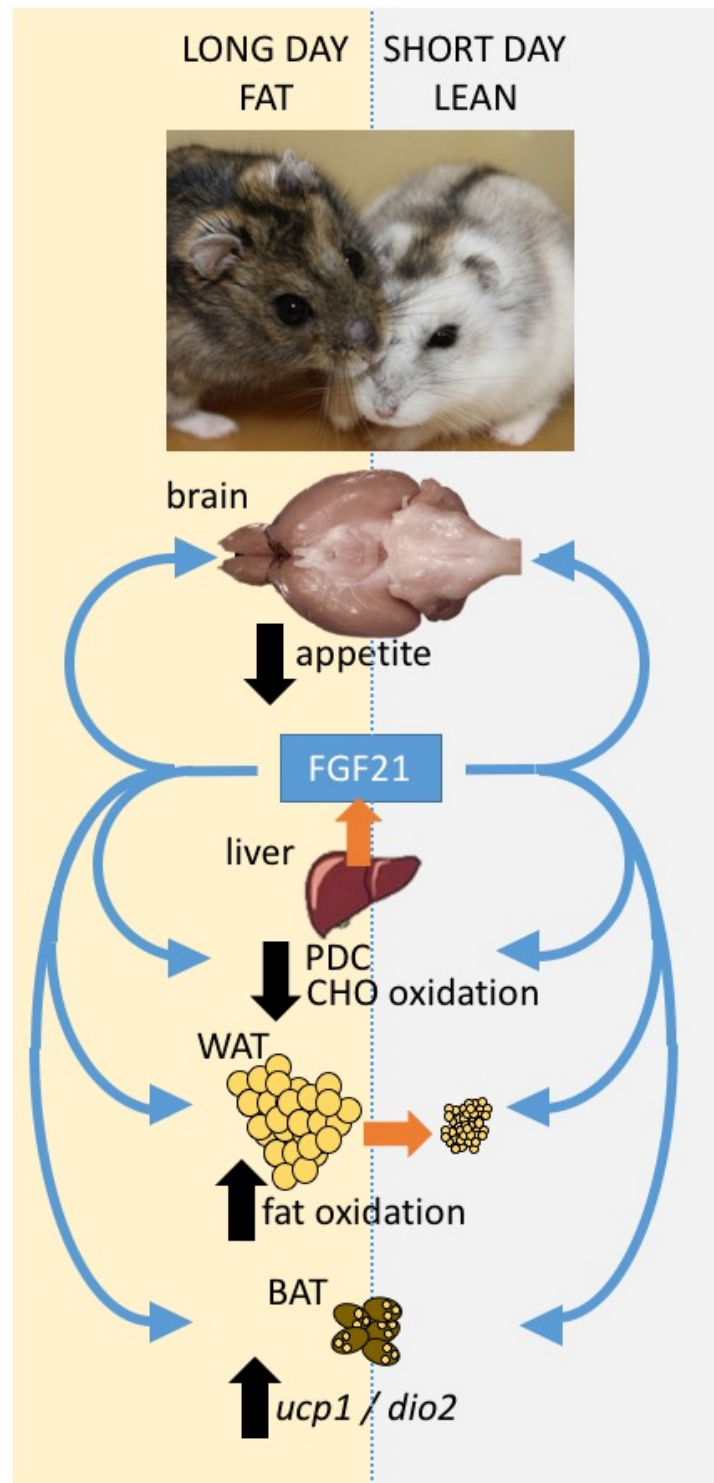 LONG DAY
FAT
SHORT DAY
LEAN
brain
appetite
FGF21
liver
PDC
CHO oxidation
WAT
fat oxidation
BAT
ucp1 / dio2